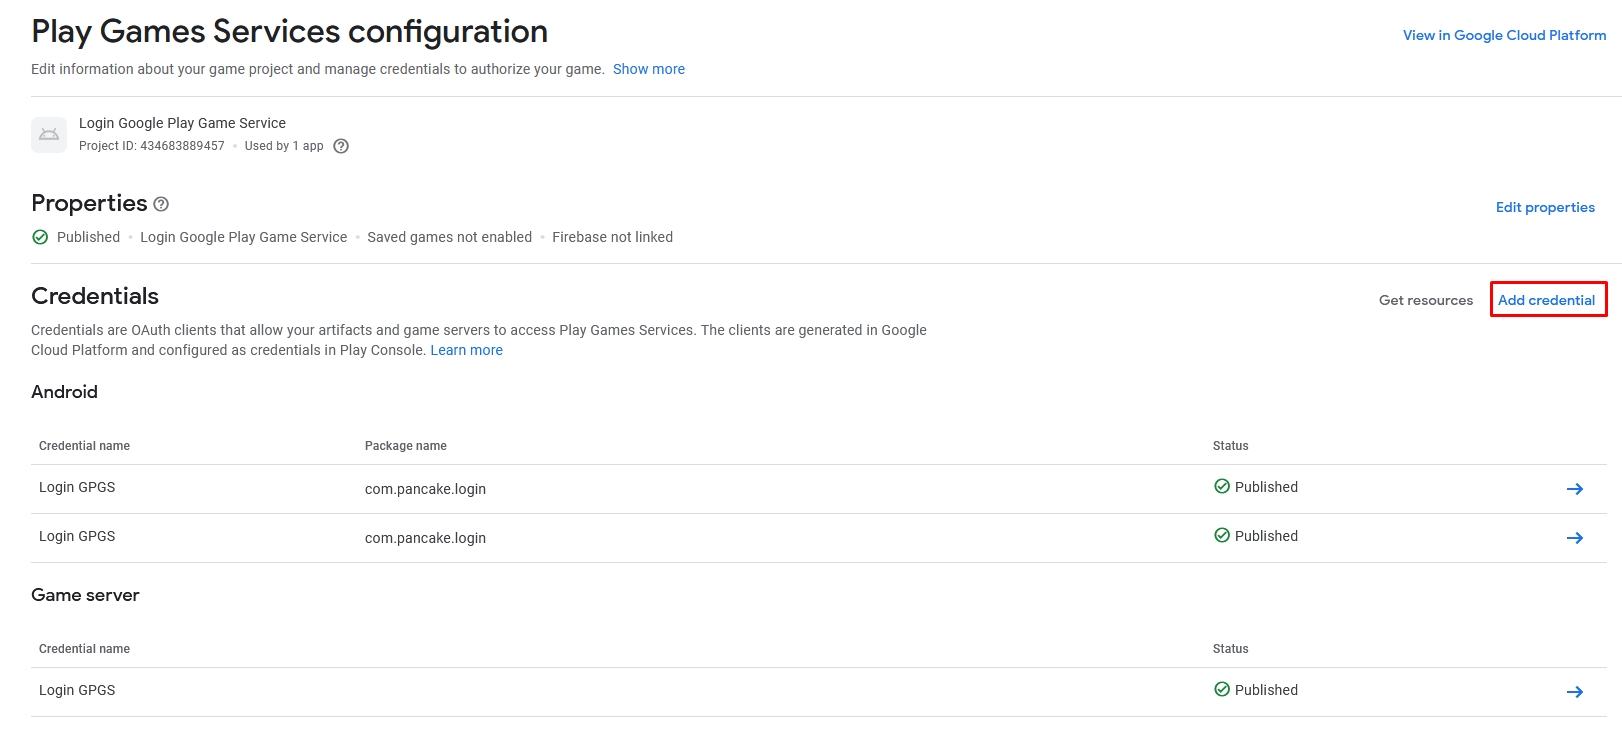 Play Games Services configuration
View in Google Cloud Platform
Edit information about your game project and manage credentials to authorize your game. Show more
Login Google Play Game Service
Project ID: 434683889457 • Used by 1 app ?
Properties ?
Edit properties
Published • Login Google Play Game Service • Saved games not enabled • Firebase not linked
Credentials
Get resources Add credential
Credentials are OAuth clients that allow your artifacts and game servers to access Play Games Services. The clients are generated in Google
Cloud Platform and configured as credentials in Play Console. Learn more
Android
Credential name Package name Status
Login GPGS com.pancake.login Published
Login GPGS com.pancake.login Published
Game server
Credential name Status
Login GPGS Published